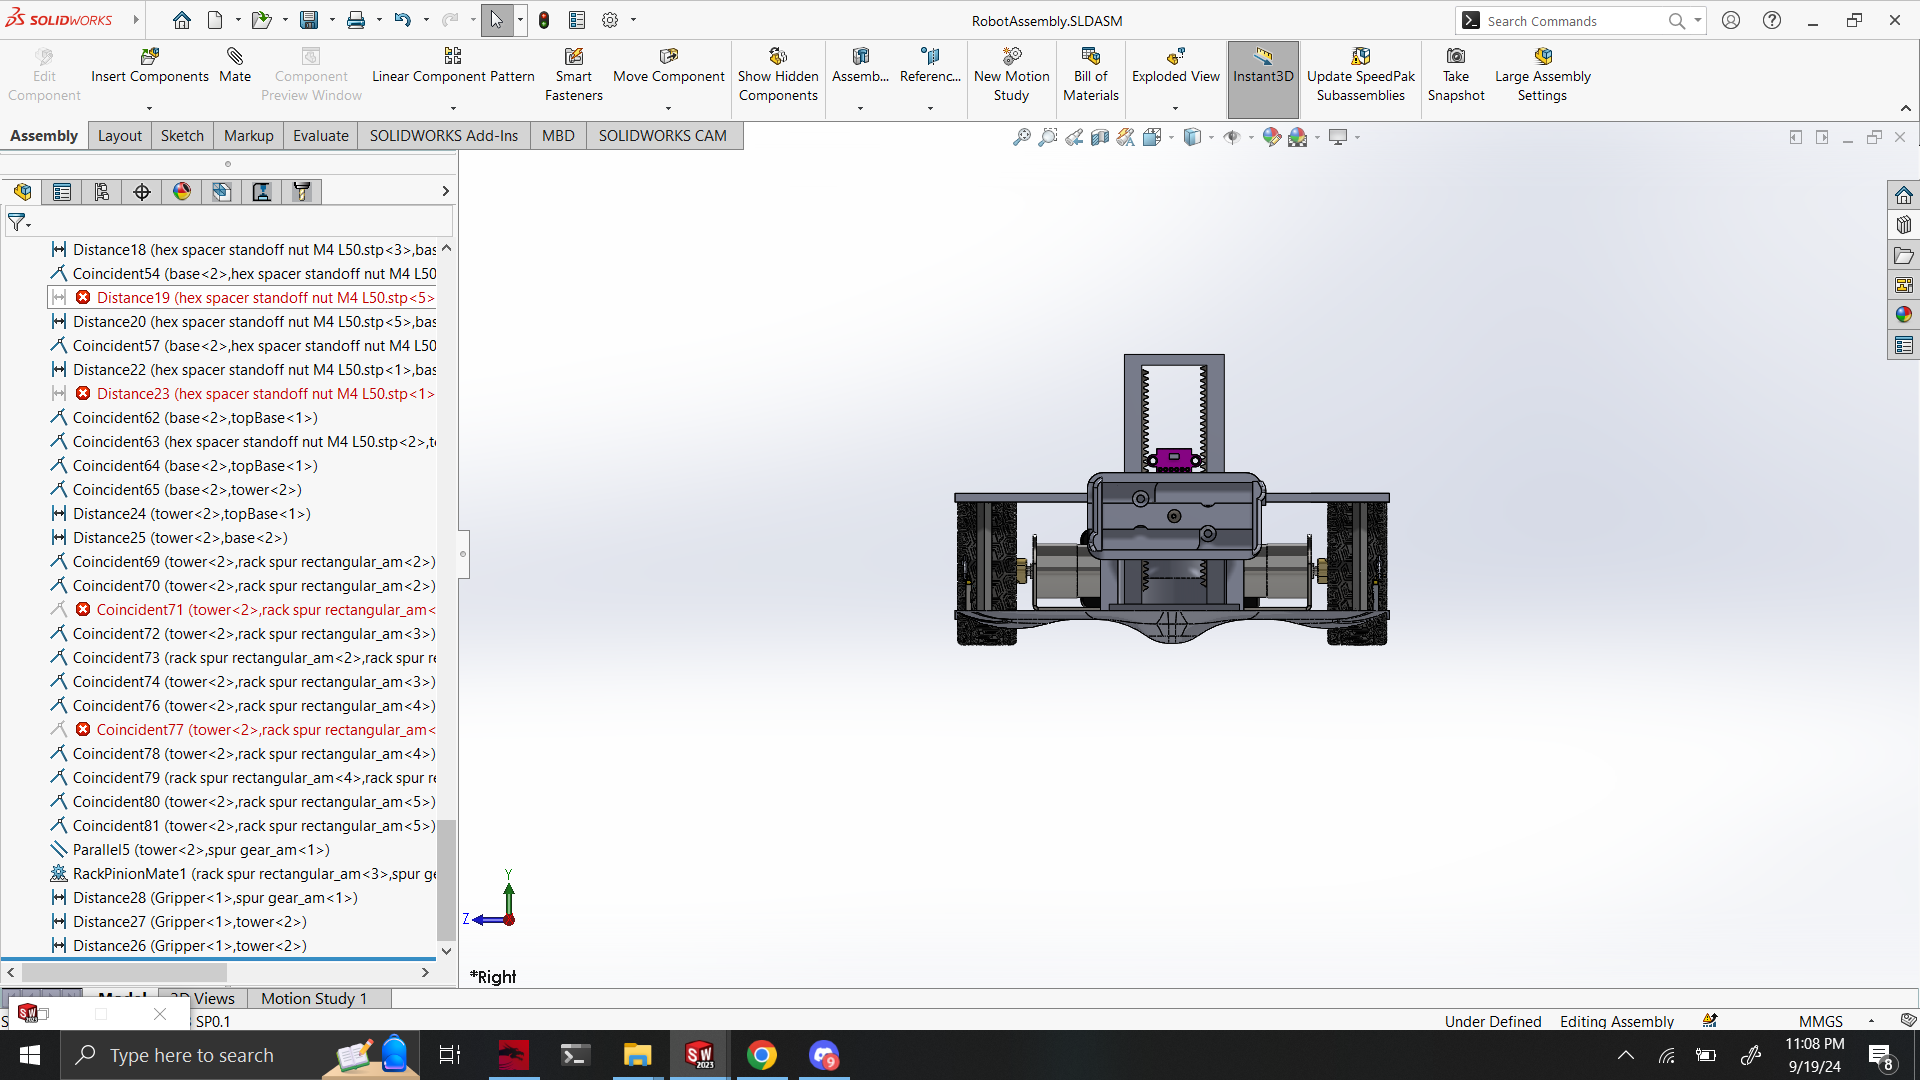 SOLIDWORKS
RobotAssembly.SLDASM
Search Commands
Edit Component
Insert Components
Mate
Component Preview Window
Linear Component Pattern
Smart Fasteners
Move Component
Show Hidden Components
Assemb...
Referenc...
New Motion Study
Bill of Materials
Exploded View
Instant3D
Update SpeedPak Subassemblies
Take Snapshot
Large Assembly Settings
Assembly
Layout
Sketch
Markup
Evaluate
SOLIDWORKS Add-Ins
MBD
SOLIDWORKS CAM
Distance18 (hex spacer standoff nut M4 L50.stp<3>,bas
Coincident54 (base<2>,hex spacer standoff nut M4 L50
Distance19 (hex spacer standoff nut M4 L50.stp<5>
Distance20 (hex spacer standoff nut M4 L50.stp<5>,bas
Coincident57 (base<2>,hex spacer standoff nut M4 L50
Distance22 (hex spacer standoff nut M4 L50.stp<1>,bas
Distance23 (hex spacer standoff nut M4 L50.stp<1>
Coincident62 (base<2>,topBase<1>)
Coincident63 (hex spacer standoff nut M4 L50.stp<2>,t
Coincident64 (base<2>,topBase<1>)
Coincident65 (base<2>,tower<2>)
Distance24 (tower<2>,topBase<1>)
Distance25 (tower<2>,base<2>)
Coincident69 (tower<2>,rack spur rectangular_am<2>)
Coincident70 (tower<2>,rack spur rectangular_am<2>)
Coincident71 (tower<2>,rack spur rectangular_am<
Coincident72 (tower<2>,rack spur rectangular_am<3>)
Coincident73 (rack spur rectangular_am<2>,rack spur re
Coincident74 (tower<2>,rack spur rectangular_am<3>)
Coincident76 (tower<2>,rack spur rectangular_am<4>)
Coincident77 (tower<2>,rack spur rectangular_am<
Coincident78 (tower<2>,rack spur rectangular_am<4>)
Coincident79 (rack spur rectangular_am<4>,rack spur re
Coincident80 (tower<2>,rack spur rectangular_am<5>)
Coincident81 (tower<2>,rack spur rectangular_am<5>)
Parallel5 (tower<2>,spur gear_am<1>)
RackPinionMate1 (rack spur rectangular_am<3>,spur ge
Distance28 (Gripper<1>,spur gear_am<1>)
Distance27 (Gripper<1>,tower<2>)
Distance26 (Gripper<1>,tower<2>)
Y
Z
*Right
Model
3D Views
Motion Study 1
S
SP0.1
Under Defined
Editing Assembly
MMGS
Type here to search
SW
2023
9
11:08 PM
9/19/24
8